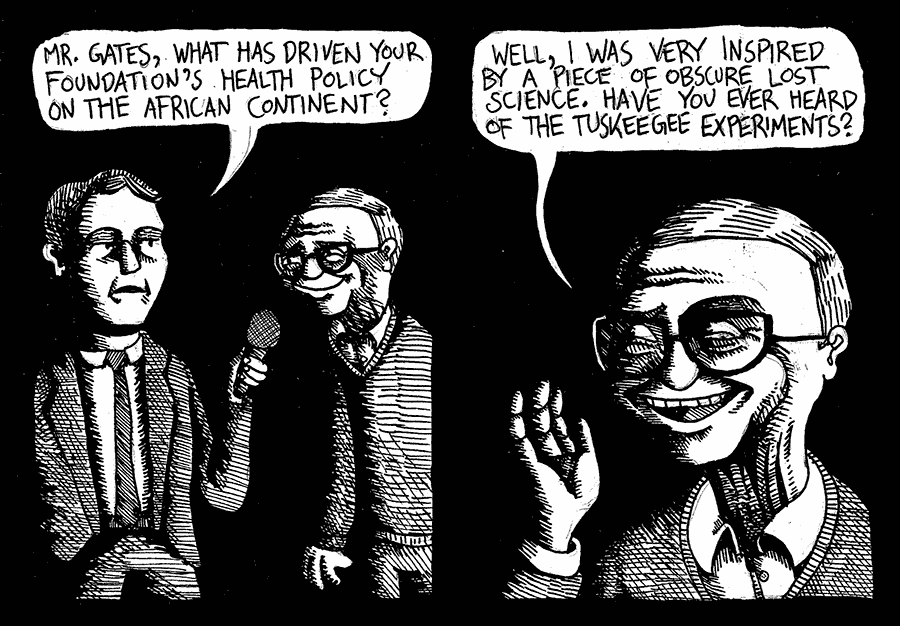 MR. GATES, WHAT HAS DRIVEN YOUR
FOUNDATION'S HEALTH POLICY
ON THE AFRICAN CONTINENT?
WELL, I WAS VERY INSPIRED
BY A PIECE OF OBSCURE LOST
SCIENCE. HAVE YOU EVER HEARD
OF THE TUSKEEGEE EXPERIMENTS?